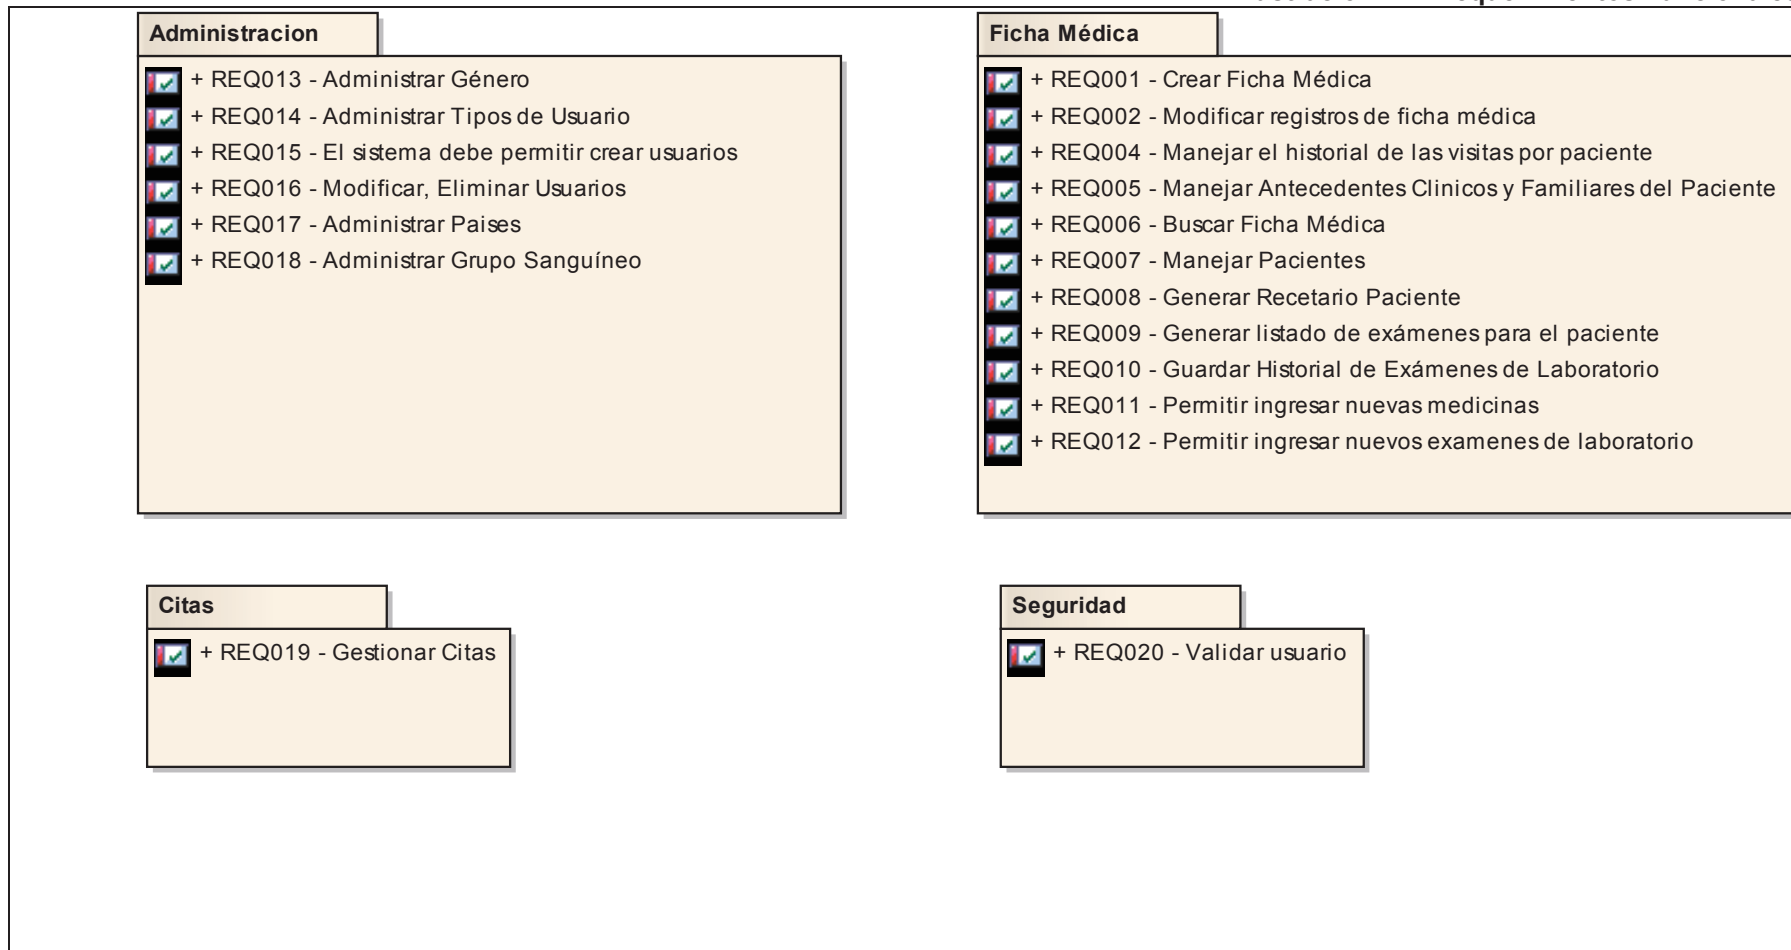 Administracion
+ REQ013 - Administrar Género
+ REQ014 - Administrar Tipos de Usuario
+ REQ015 - El sistema debe permitir crear usuarios
+ REQ016 - Modificar, Eliminar Usuarios
+ REQ017 - Administrar Paises
+ REQ018 - Administrar Grupo Sanguíneo
Ficha Médica
+ REQ001 - Crear Ficha Médica
+ REQ002 - Modificar registros de ficha médica
+ REQ004 - Manejar el historial de las visitas por paciente
+ REQ005 - Manejar Antecedentes Clinicos y Familiares del Paciente
+ REQ006 - Buscar Ficha Médica
+ REQ007 - Manejar Pacientes
+ REQ008 - Generar Recetario Paciente
+ REQ009 - Generar listado de exámenes para el paciente
+ REQ010 - Guardar Historial de Exámenes de Laboratorio
+ REQ011 - Permitir ingresar nuevas medicinas
+ REQ012 - Permitir ingresar nuevos examenes de laboratorio
Citas
+ REQ019 - Gestionar Citas
Seguridad
+ REQ020 - Validar usuario